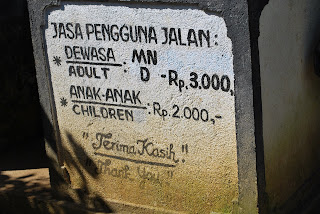 JASA PENGGUNA JALAN :
* DEWASA : MN
ADULT : D -Rp.3.000,
* ANAK-ANAK
CHILDREN : Rp.2.000,-
"Terima Kasih"
"Thank You"